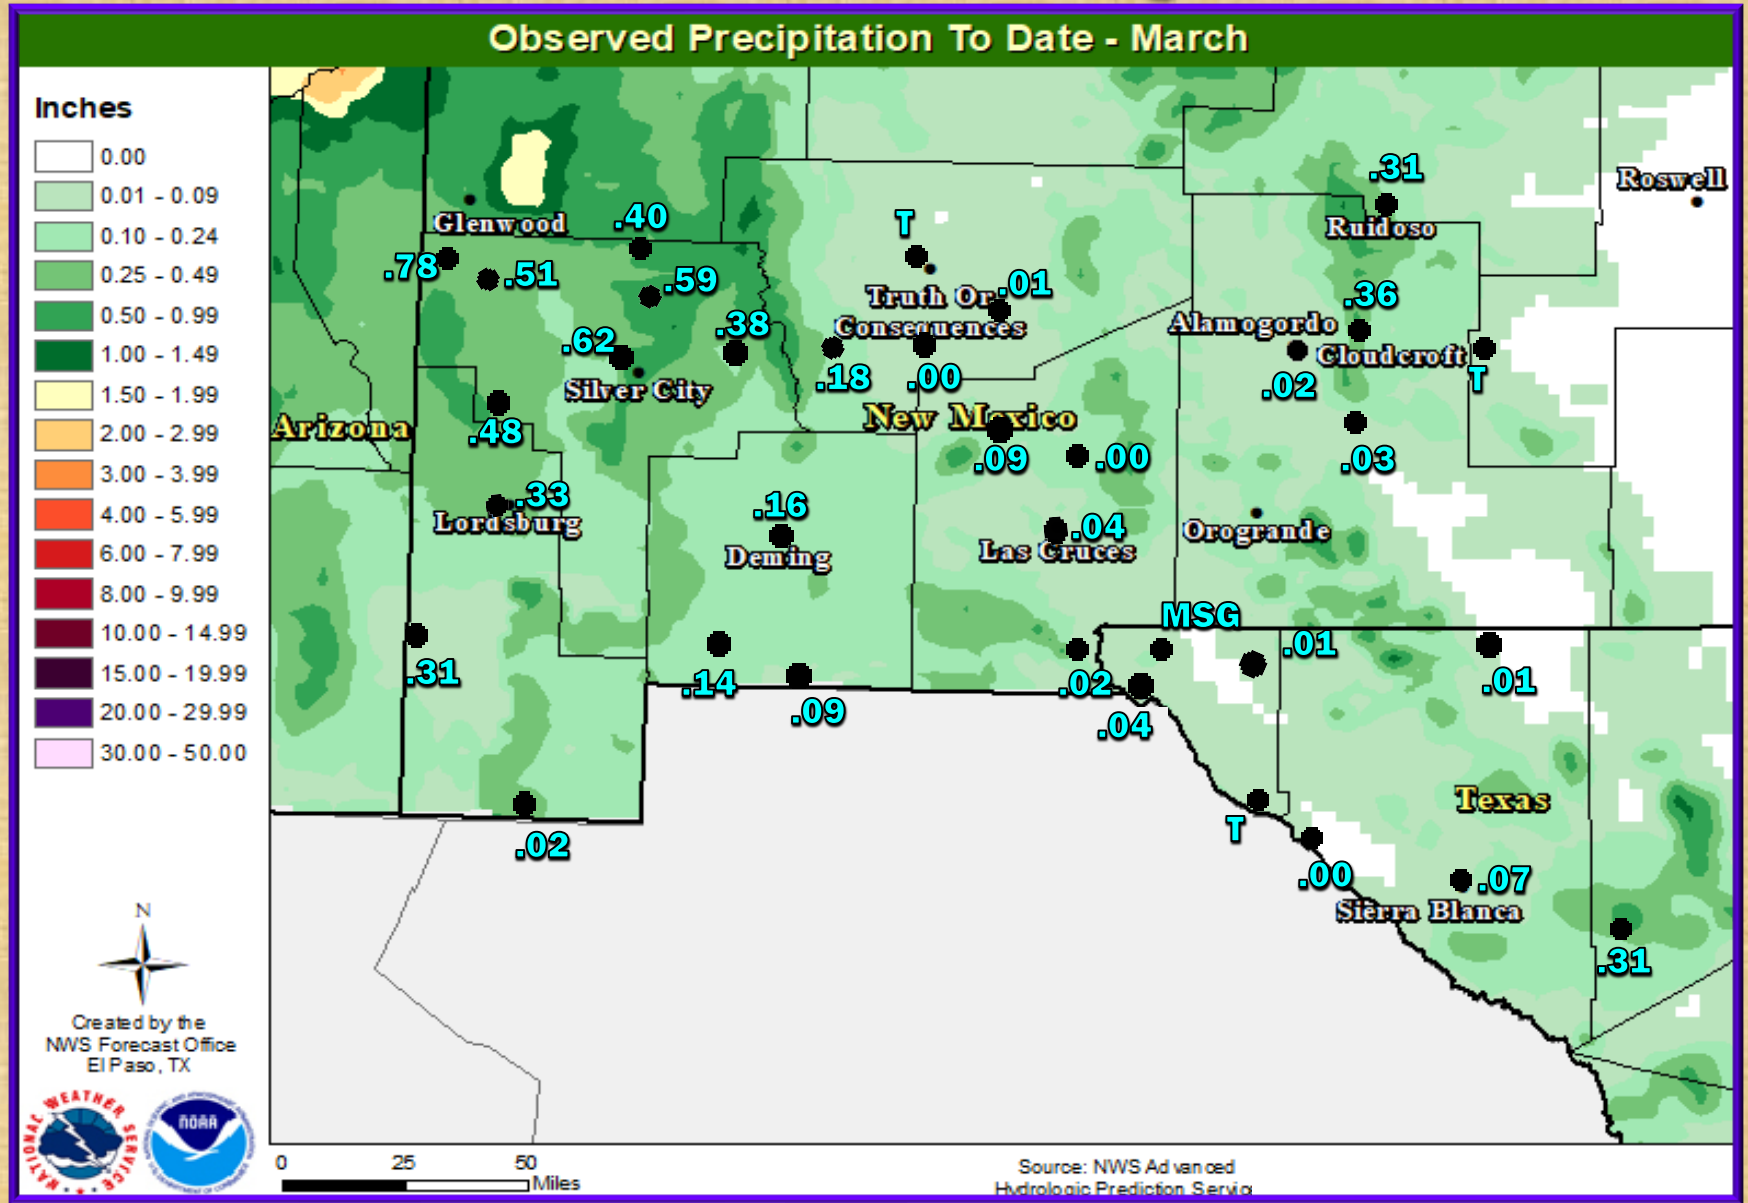 Observed Precipitation To Date - March
Inches
0.00
0.01 - 0.09
0.10 - 0.24
0.25 - 0.49
0.50 - 0.99
1.00 - 1.49
1.50 - 1.99
2.00 - 2.99
3.00 - 3.99
4.00 - 5.99
6.00 - 7.99
8.00 - 9.99
10.00 - 14.99
15.00 - 19.99
20.00 - 29.99
30.00 - 50.00
N
Created by the
NWS Forecast Office
El Paso, TX
NATIONAL WEATHER SERVICE
NOAA
0 25 50
Miles
Source: NWS Advanced
Hydrologic Prediction Servic
Roswell
.31
Ruidoso
Glenwood
.40
T
.78
.51
.59
.01
Truth Or
Consequences
.36
Alamogordo
Cloudcroft
.62
.38
Silver City
.18
.00
.02
T
New Mexico
Arizona
.48
.09
.00
.03
.33
Lordsburg
.16
Deming
.04
Las Cruces
Orogrande
MSG
.01
.31
.14
.09
.02
.04
.01
Texas
T
.02
.00
.07
Sierra Blanca
.31